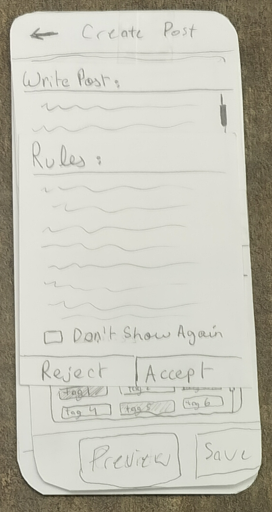 ← Create Post
Write Post:
Rules:
Don't Show Again
Reject Accept
Tag 1
Tag 4 Tag 5 Tag 6
Preview Save